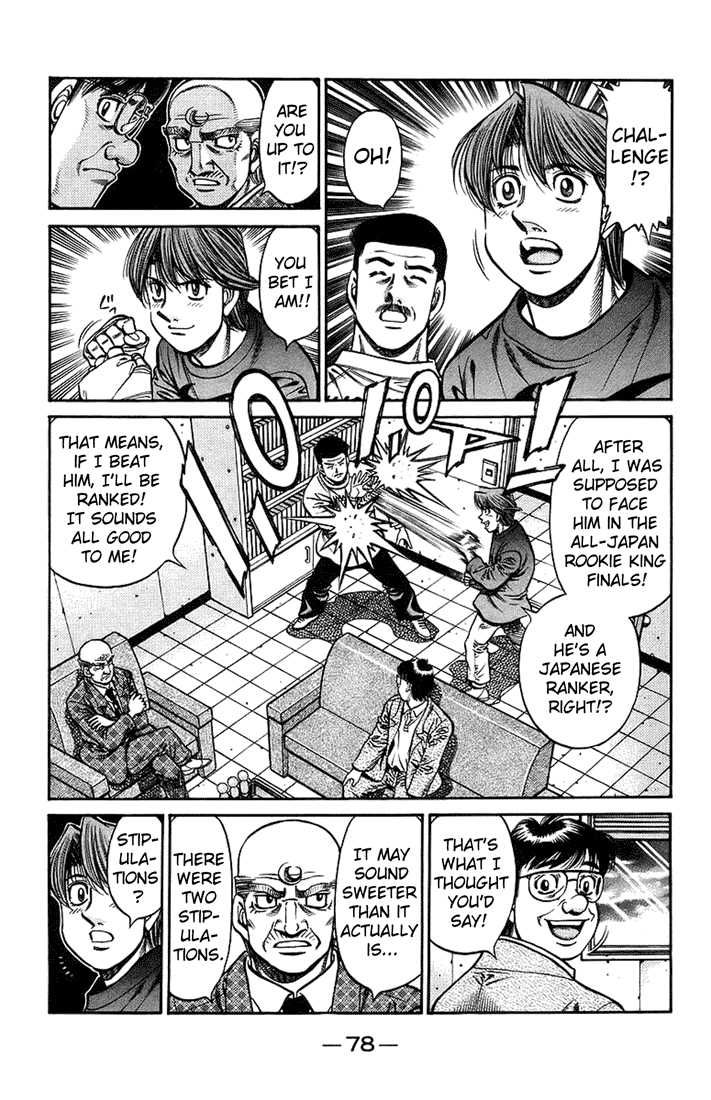 CHAL-
LENGE
!?
OH!
ARE
YOU
UP TO
IT!?
YOU
BET I
AM!!
AFTER
ALL, I WAS
SUPPOSED
TO FACE
HIM IN THE
ALL-JAPAN
ROOKIE KING
FINALS!
AND
HE'S A
JAPANESE
RANKER,
RIGHT!?
THAT MEANS,
IF I BEAT
HIM, I'LL BE
RANKED!
IT SOUNDS
ALL GOOD
TO ME!
THAT'S
WHAT I
THOUGHT
YOU'D
SAY!
IT MAY
SOUND
SWEETER
THAN IT
ACTUALLY
IS...
THERE
WERE
TWO
STIP-
ULA-
TIONS.
STIP-
ULA-
TIONS
?
— 78 —